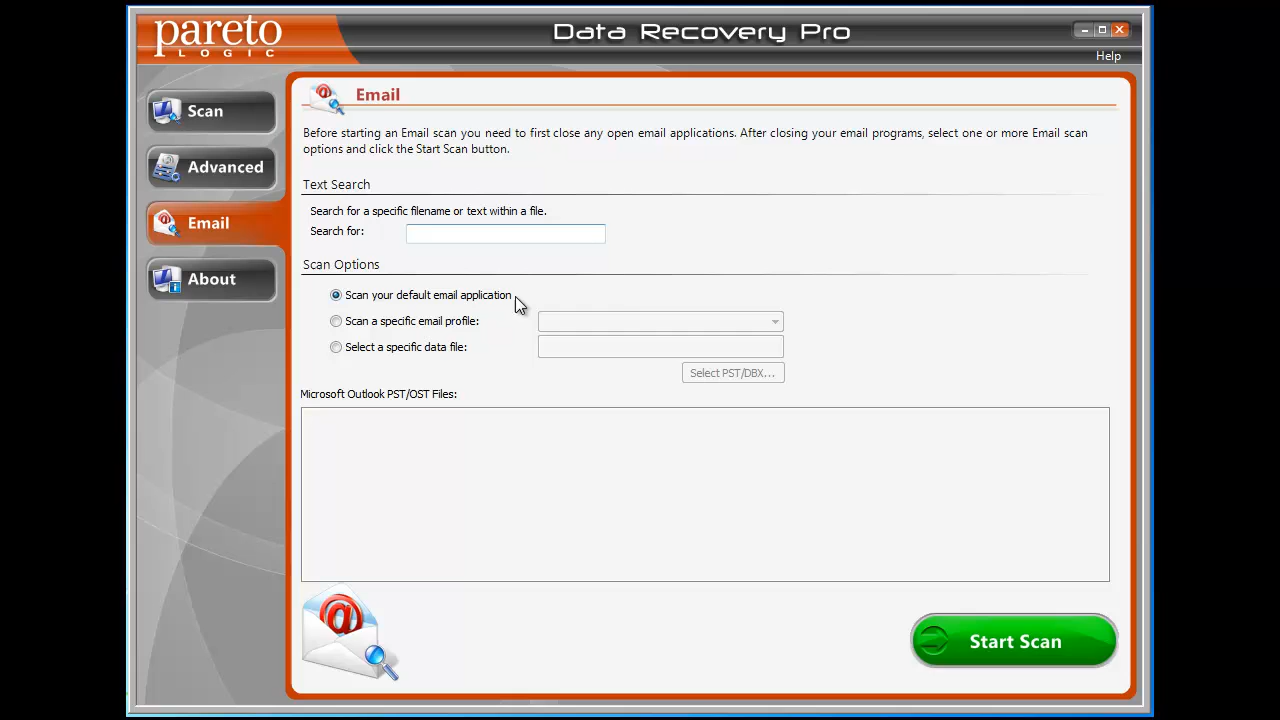 pareto
LOGIC
Data Recovery Pro
Help
Scan
Advanced
Email
About
Email
Before starting an Email scan you need to first close any open email applications. After closing your email programs, select one or more Email scan
options and click the Start Scan button.
Text Search
Search for a specific filename or text within a file.
Search for:
Scan Options
Scan your default email application
Scan a specific email profile:
Select a specific data file:
Select PST/DBX...
Microsoft Outlook PST/OST Files:
Start Scan